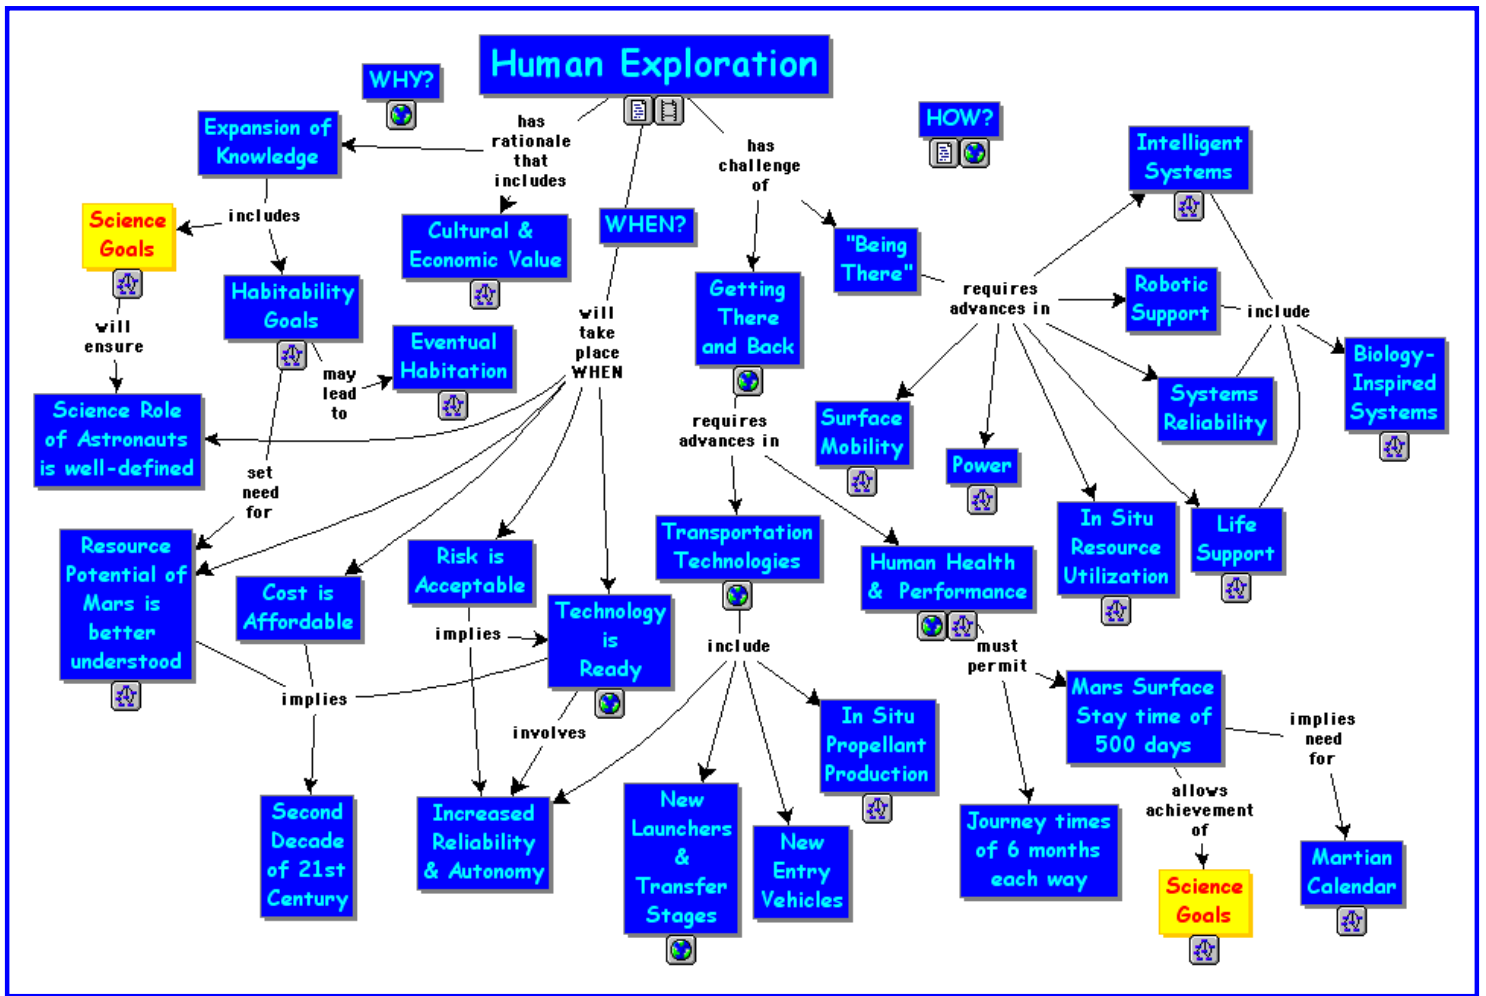 Human Exploration
WHY?
HOW?
Expansion of
Knowledge
has
rationale
that
includes
has
challenge
of
Intelligent
Systems
Science
Goals
includes
Cultural &
Economic Value
WHEN?
"Being
There"
Habitability
Goals
Getting
There
and Back
requires
advances in
Robotic
Support
include
will
ensure
will
take
place
WHEN
Eventual
Habitation
may
lead
to
Biology-
Inspired
Systems
Science Role
of Astronauts
is well-defined
requires
advances in
Surface
Mobility
Systems
Reliability
Power
set
need
for
Resource
Potential of
Mars is
better
understood
Cost is
Affordable
Risk is
Acceptable
Transportation
Technologies
Human Health
& Performance
In Situ
Resource
Utilization
Life
Support
implies
Technology
is
Ready
include
must
permit
implies
involves
In Situ
Propellant
Production
Mars Surface
Stay time of
500 days
implies
need
for
allows
achievement
of
Second
Decade
of 21st
Century
Increased
Reliability
& Autonomy
New
Launchers
&
Transfer
Stages
New
Entry
Vehicles
Journey times
of 6 months
each way
Science
Goals
Martian
Calendar